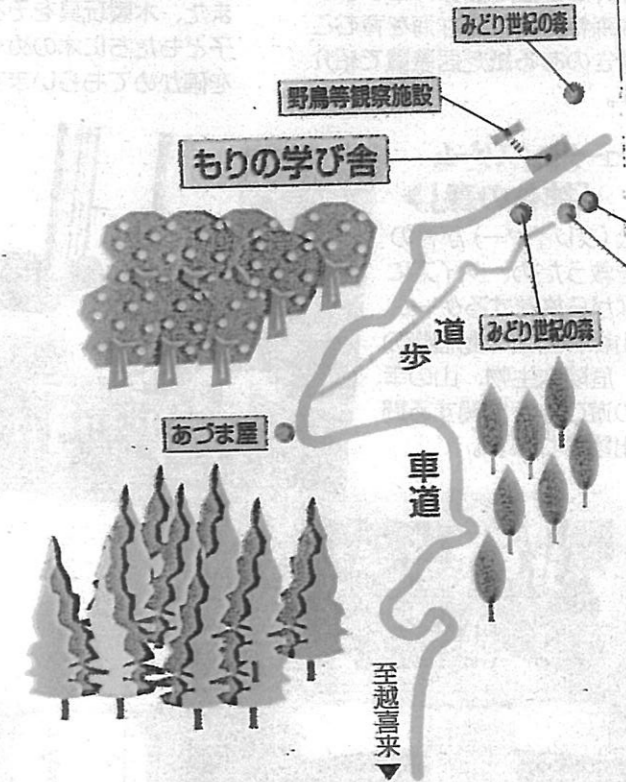 みどり世紀の森
野鳥等観察施設
もりの学び舎
歩道
みどり世紀の森
あづま屋
車道
至越喜来▼